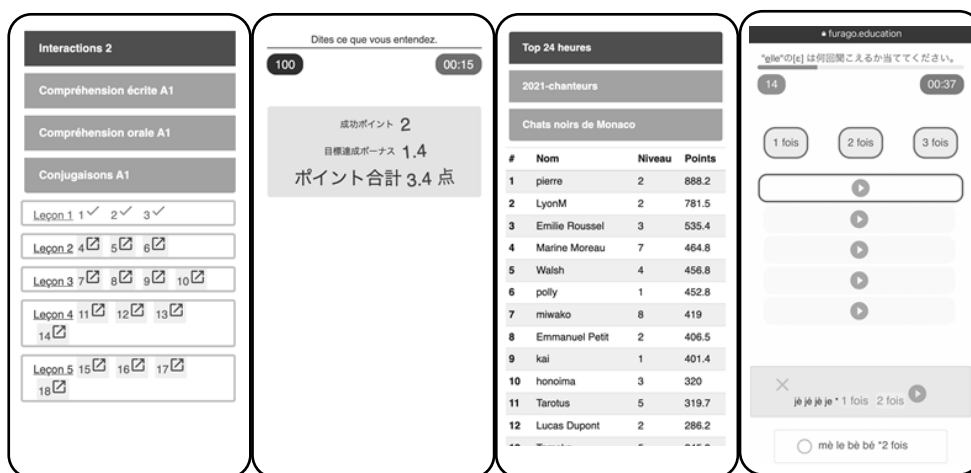 Interactions 2
Compréhension écrite A1
Compréhension orale A1
Conjugaisons A1
Leçon 1 1 2 3
Leçon 2 4 5 6
Leçon 3 7 8 9 10
Leçon 4 11 12 13
14
Leçon 5 15 16 17
18
Dites ce que vous entendez.
100 00:15
成功ポイント 2
目標達成ボーナス 1.4
ポイント合計 3.4 点
Top 24 heures
2021-chanteurs
Chats noirs de Monaco
# Nom Niveau Points
1 pierre 2 888.2
2 LyonM 2 781.5
3 Emilie Roussel 3 535.4
4 Marine Moreau 7 464.8
5 Walsh 4 456.8
6 polly 1 452.8
7 miwako 8 419
8 Emmanuel Petit 2 406.5
9 kai 1 401.4
10 honoima 3 320
11 Tarotus 5 319.7
12 Lucas Dupont 2 286.2
furago.education
"elle"の[ε] は何回聞こえるか当ててください。
14 00:37
1 fois 2 fois 3 fois
jè jé jè je * 1 fois 2 fois
mè le bè bé *2 fois